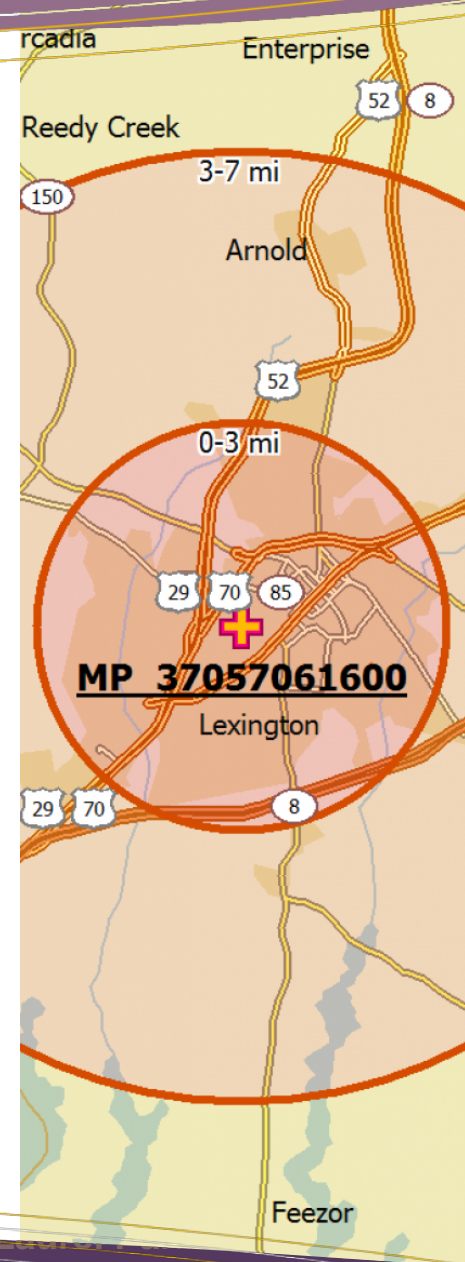 rcadia
Enterprise
52
8
Reedy Creek
3-7 mi
150
Arnold
52
0-3 mi
29
70
85
MP 37057061600
Lexington
29
70
8
Feezor